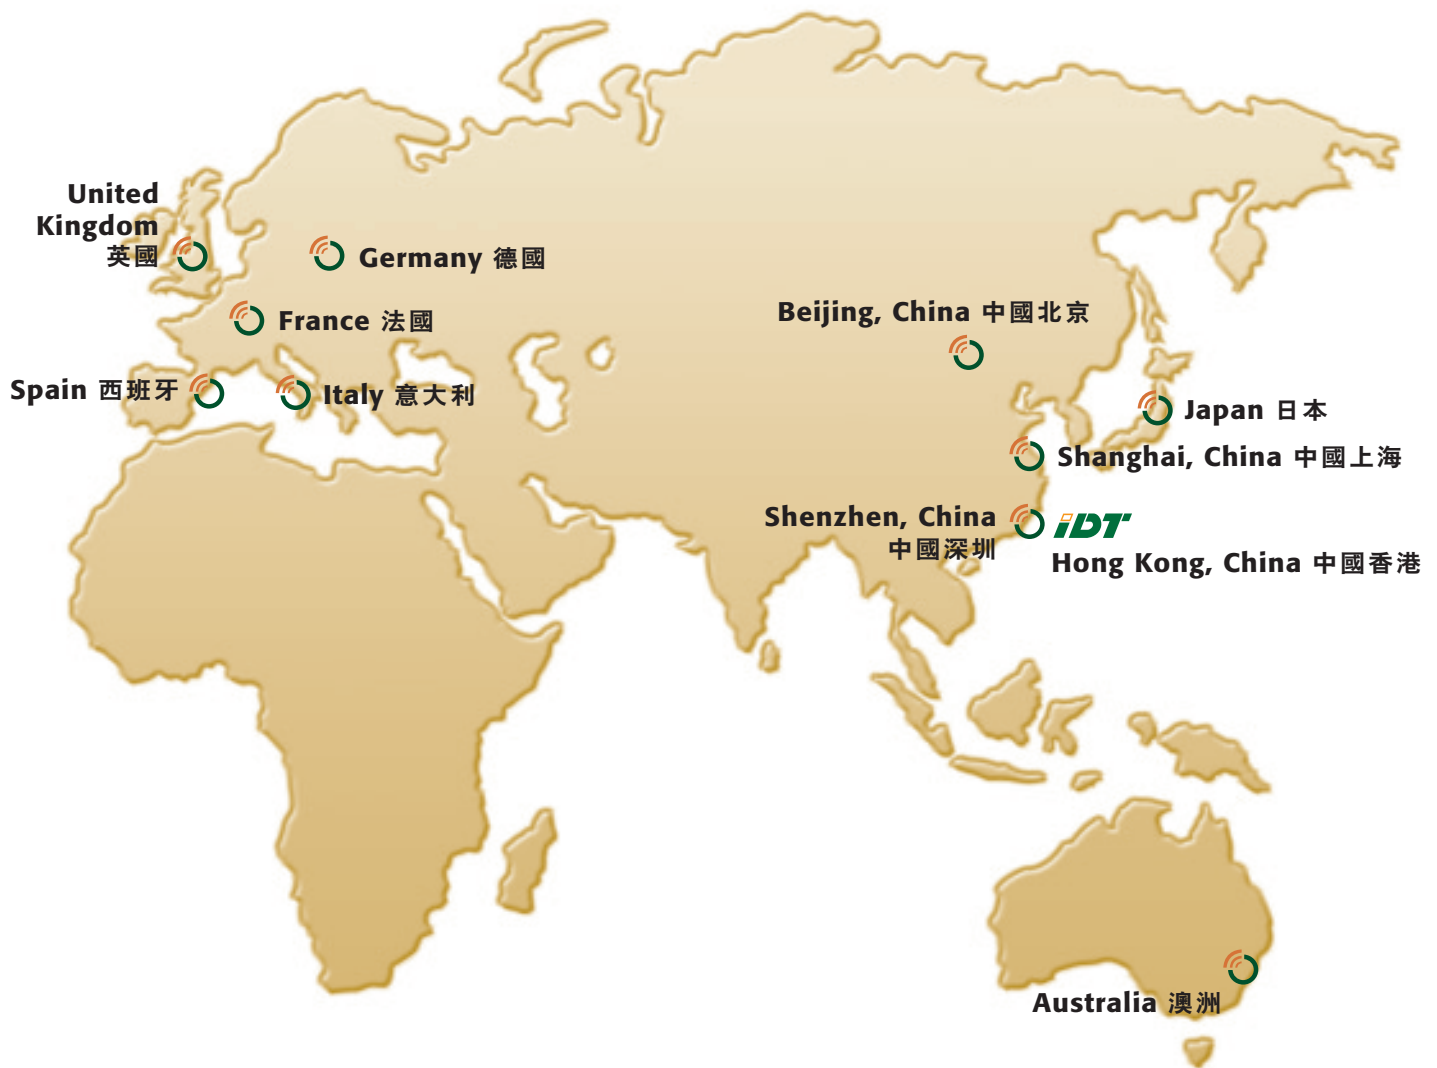 United
Kingdom
英國
Germany 德國
France 法國
Beijing, China 中國北京
Spain 西班牙
Italy 意大利
Japan 日本
Shanghai, China 中國上海
Shenzhen, China
中國深圳
iDT
Hong Kong, China 中國香港
Australia 澳洲